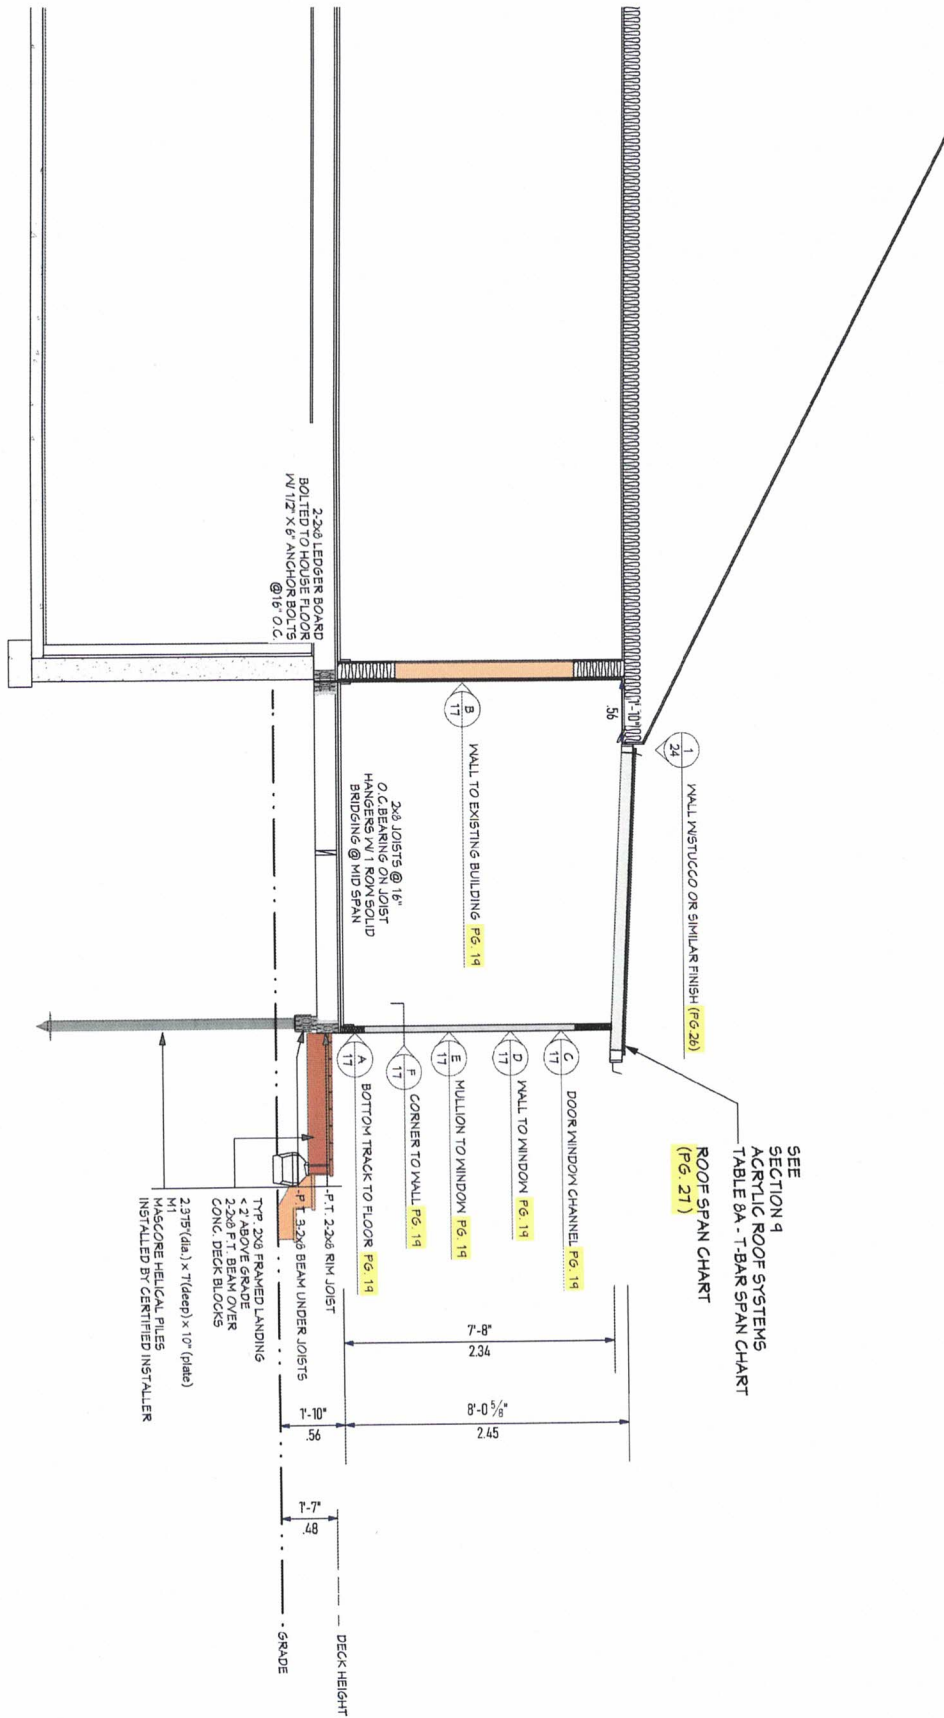 SEE
SECTION 9
ACRYLIC ROOF SYSTEMS
TABLE 8A - T-BAR SPAN CHART
ROOF SPAN CHART
(PG. 27)
1
24
WALL W/STUCCO OR SIMILAR FINISH (PG.26)
1'-10"
.56
B
17
WALL TO EXISTING BUILDING PG. 19
C
17
DOOR WINDOW CHANNEL PG. 19
D
17
WALL TO WINDOW PG. 19
E
17
MULLION TO WINDOW PG. 19
F
17
CORNER TO WALL PG. 19
A
17
BOTTOM TRACK TO FLOOR PG. 19
7'-8"
2.34
8'-0 5/8"
2.45
1'-10"
.56
1'-7"
.48
DECK HEIGHT
GRADE
2x8 JOISTS @ 16"
O.C.BEARING ON JOIST
HANGERS W/ 1 ROW SOLID
BRIDGING @ MID SPAN
2-2x8 LEDGER BOARD
BOLTED TO HOUSE FLOOR
W/ 1/2" X 6" ANCHOR BOLTS
@16" O.C.
-P.T. 2-2x8 RIM JOIST
-P.T. 3-2x8 BEAM UNDER JOISTS
TYP. 2X8 FRAMED LANDING
< 2' ABOVE GRADE
2-2x8 P.T. BEAM OVER
CONC. DECK BLOCKS
2.375"(dia.) x 7'(deep) x 10" (plate)
M1
MASCORE HELICAL PILES
INSTALLED BY CERTIFIED INSTALLER